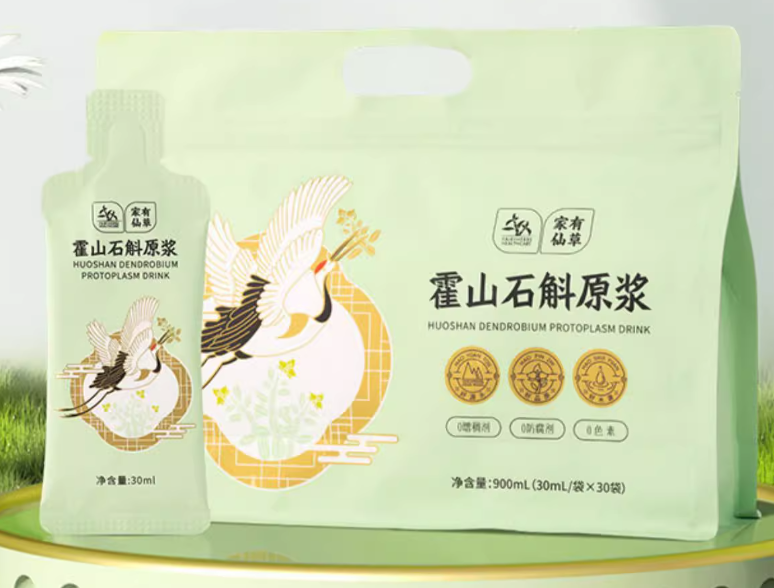 家有
仙草
霍山石斛原浆
HUOSHAN DENDROBIUM
PROTOPLASM DRINK
净含量:30ml
家有
仙草
霍山石斛原浆
HUOSHAN DENDROBIUM PROTOPLASM DRINK
0增稠剂
0防腐剂
0色素
净含量:900mL(30mL/袋×30袋)